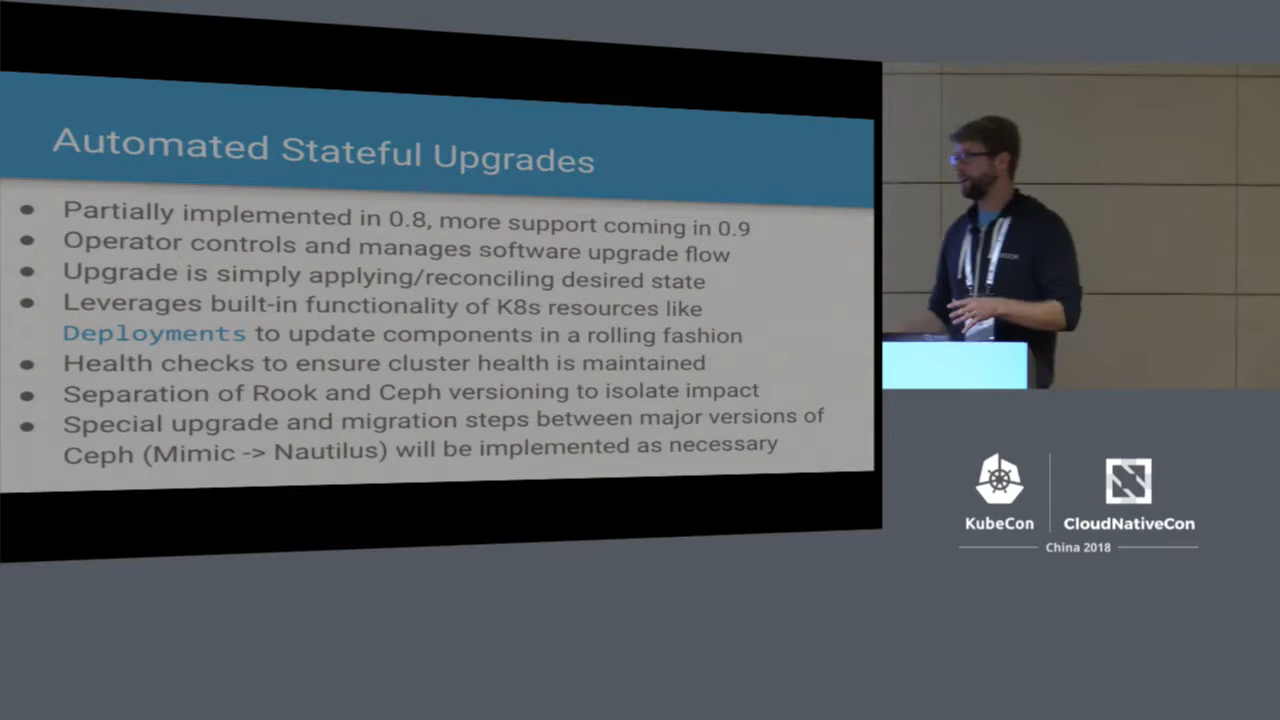 Automated Stateful Upgrades
● Partially implemented in 0.8, more support coming in 0.9
● Operator controls and manages software upgrade flow
● Upgrade is simply applying/reconciling desired state
● Leverages built-in functionality of K8s resources like
Deployments to update components in a rolling fashion
● Health checks to ensure cluster health is maintained
● Separation of Rook and Ceph versioning to isolate impact
● Special upgrade and migration steps between major versions of
Ceph (Mimic -> Nautilus) will be implemented as necessary
KubeCon
CloudNativeCon
China 2018